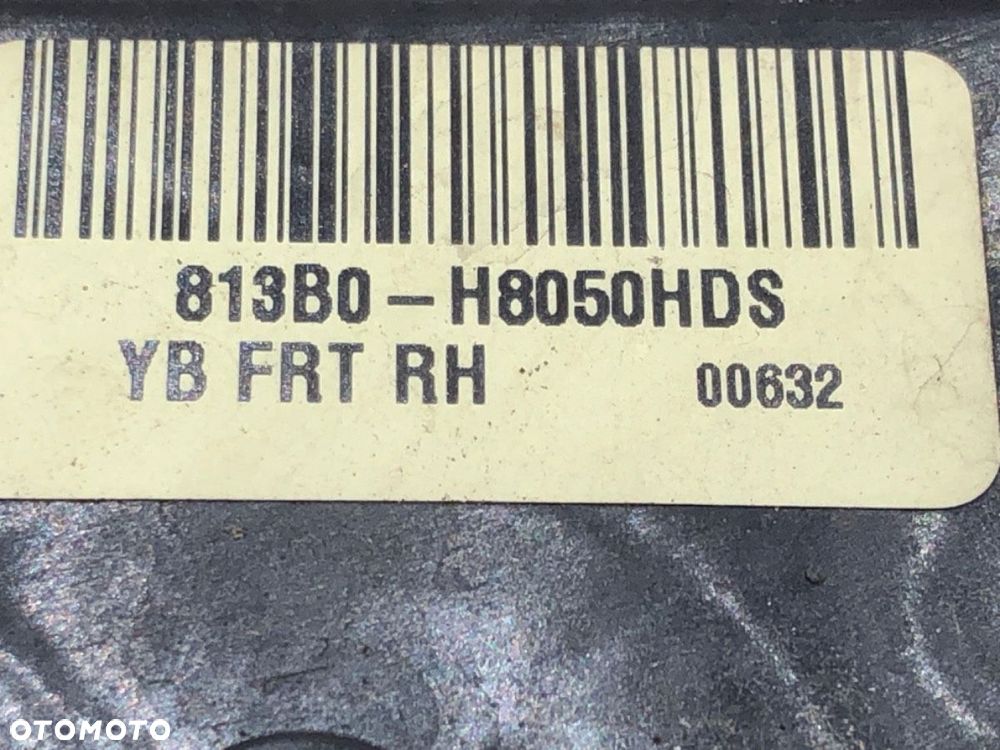 813B0-H8050HDS
YB FRT RH 00632
OTOMOTO